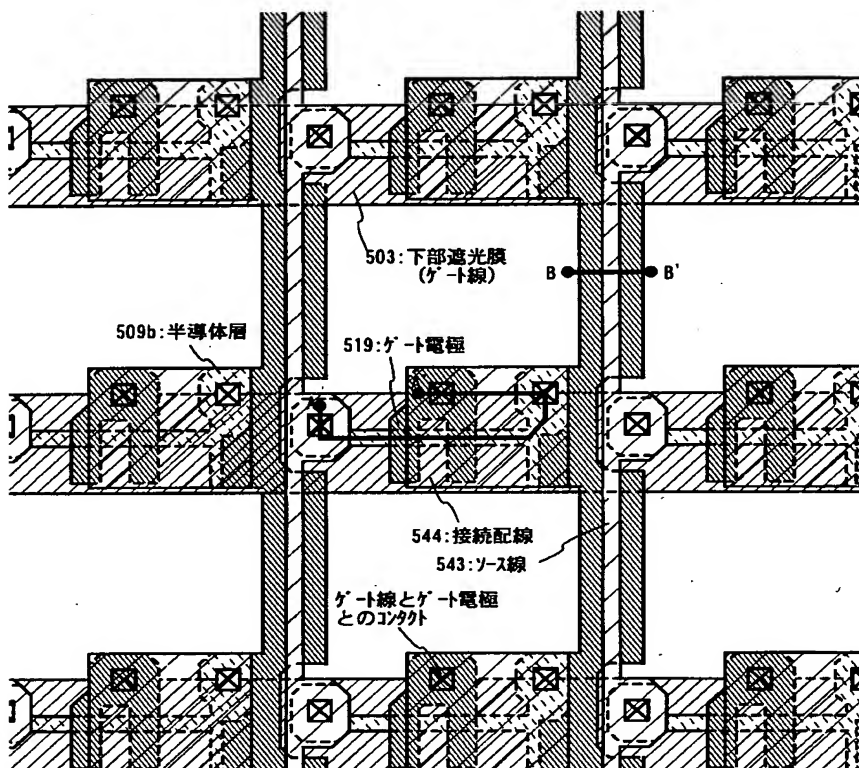 503:下部遮光膜
(ゲート線)
B
B'
509b:半導体層
519:ゲート電極
544:接続配線
543:ソース線
ゲート線とゲート電極
とのコンタクト